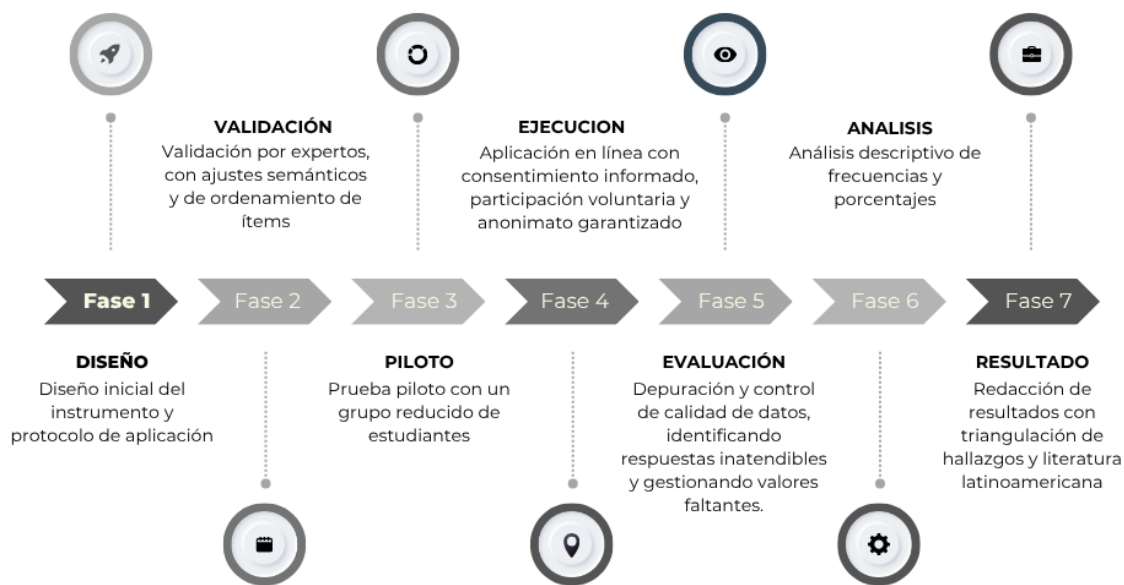 VALIDACIÓN
Validación por expertos,
con ajustes semánticos
y de ordenamiento de
ítems
EJECUCION
Aplicación en línea con
consentimiento informado,
participación voluntaria y
anonimato garantizado
ANALISIS
Análisis descriptivo de
frecuencias y
porcentajes
Fase 1
Fase 2
Fase 3
Fase 4
Fase 5
Fase 6
Fase 7
DISEÑO
Diseño inicial del
instrumento y
protocolo de aplicación
PILOTO
Prueba piloto con un
grupo reducido de
estudiantes
EVALUACIÓN
Depuración y control
de calidad de datos,
identificando
respuestas inatendibles
y gestionando valores
faltantes.
RESULTADO
Redacción de
resultados con
triangulación de
hallazgos y literatura
latinoamericana